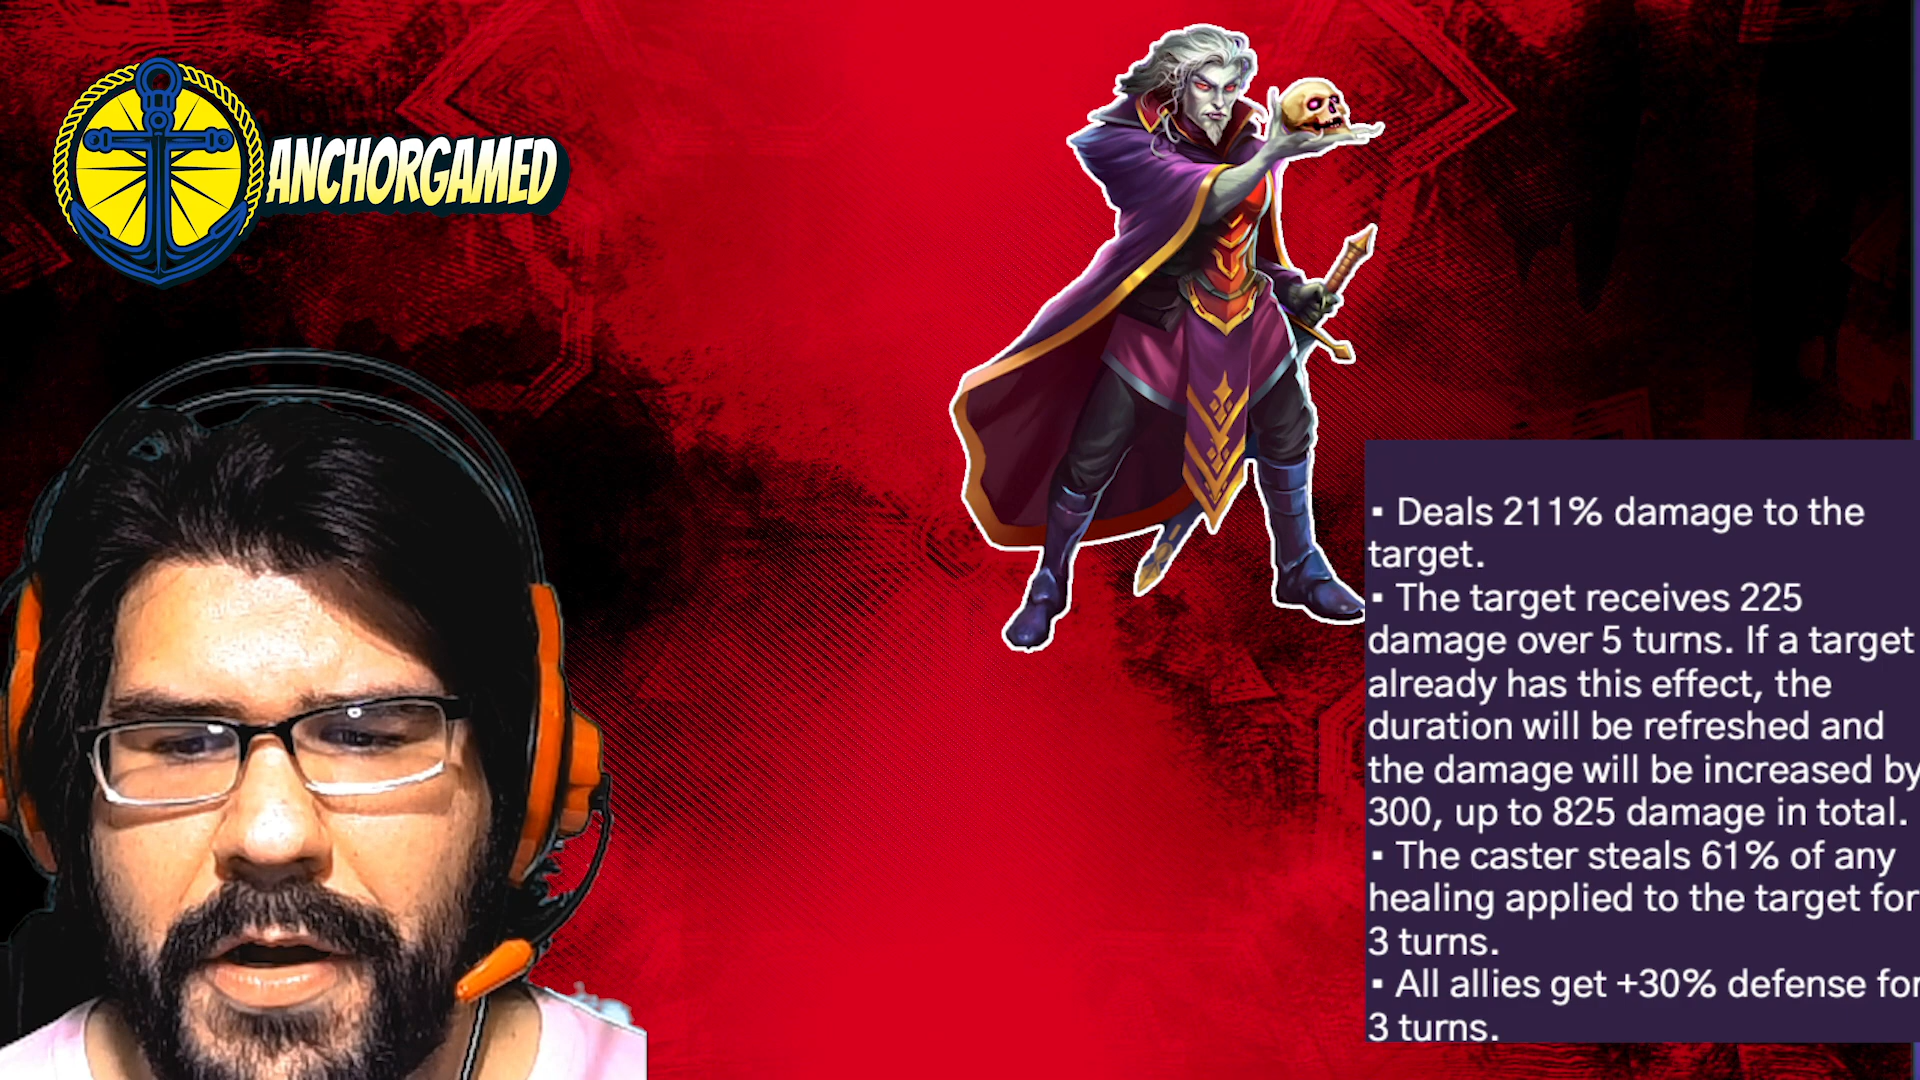 ANCHORGAMED
▪ Deals 211% damage to the
target.
▪ The target receives 225
damage over 5 turns. If a target
already has this effect, the
duration will be refreshed and
the damage will be increased by
300, up to 825 damage in total.
▪ The caster steals 61% of any
healing applied to the target for
3 turns.
▪ All allies get +30% defense for
3 turns.